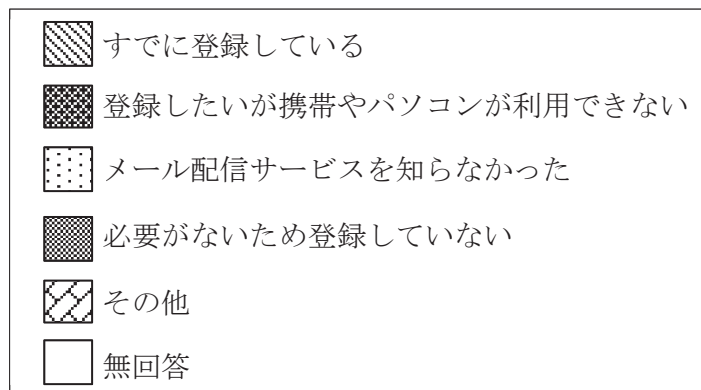 すでに登録している
登録したいが携帯やパソコンが利用できない
メール配信サービスを知らなかった
必要がないため登録していない
その他
無回答